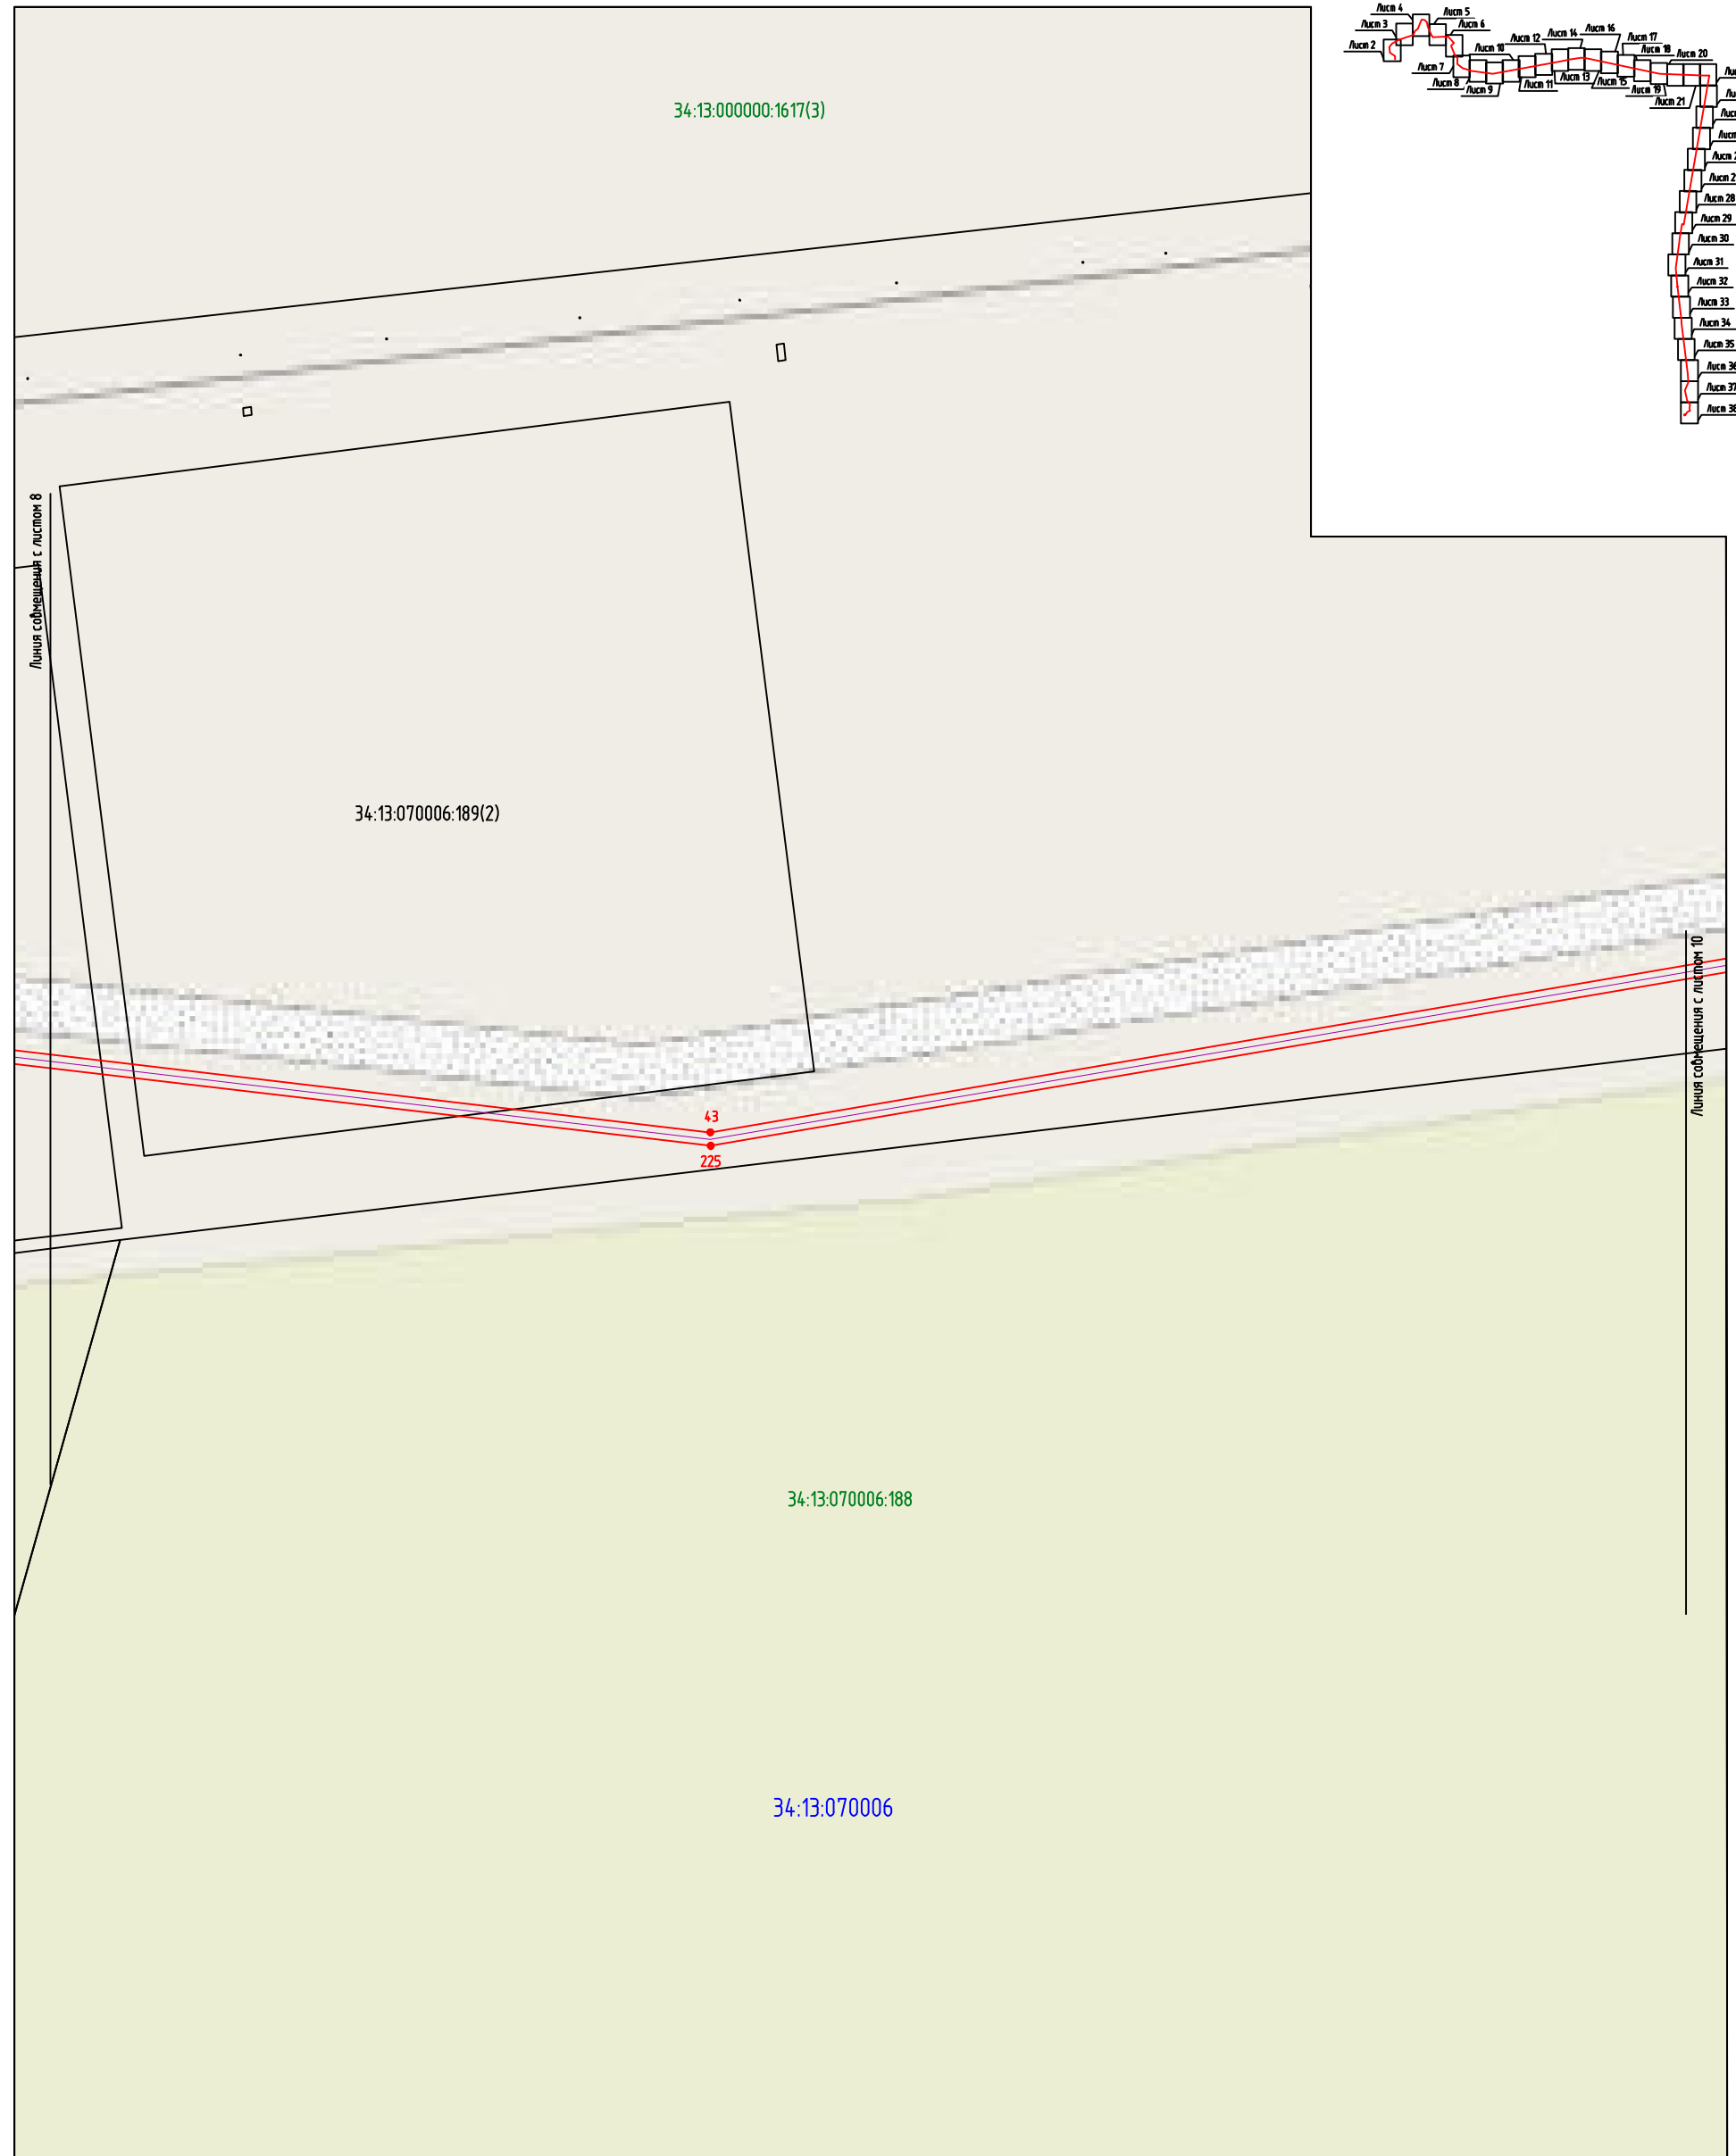 Лист 4
Лист 5
Лист 3
Лист 6
Лист 2
Лист 7
Лист 8
Лист 9
Лист 10
Лист 12
Лист 14
Лист 16
Лист 17
Лист 18
Лист 20
Лист 11
Лист 13
Лист 15
Лист 19
Лист 21
Лист 28
Лист 29
Лист 30
Лист 31
Лист 32
Лист 33
Лист 34
Лист 35
Лист 36
Лист 37
Лист 38
34:13:000000:1617(3)
Линия совмещения с листом 8
34:13:070006:189(2)
Линия совмещения с листом 10
43
225
34:13:070006:188
34:13:070006